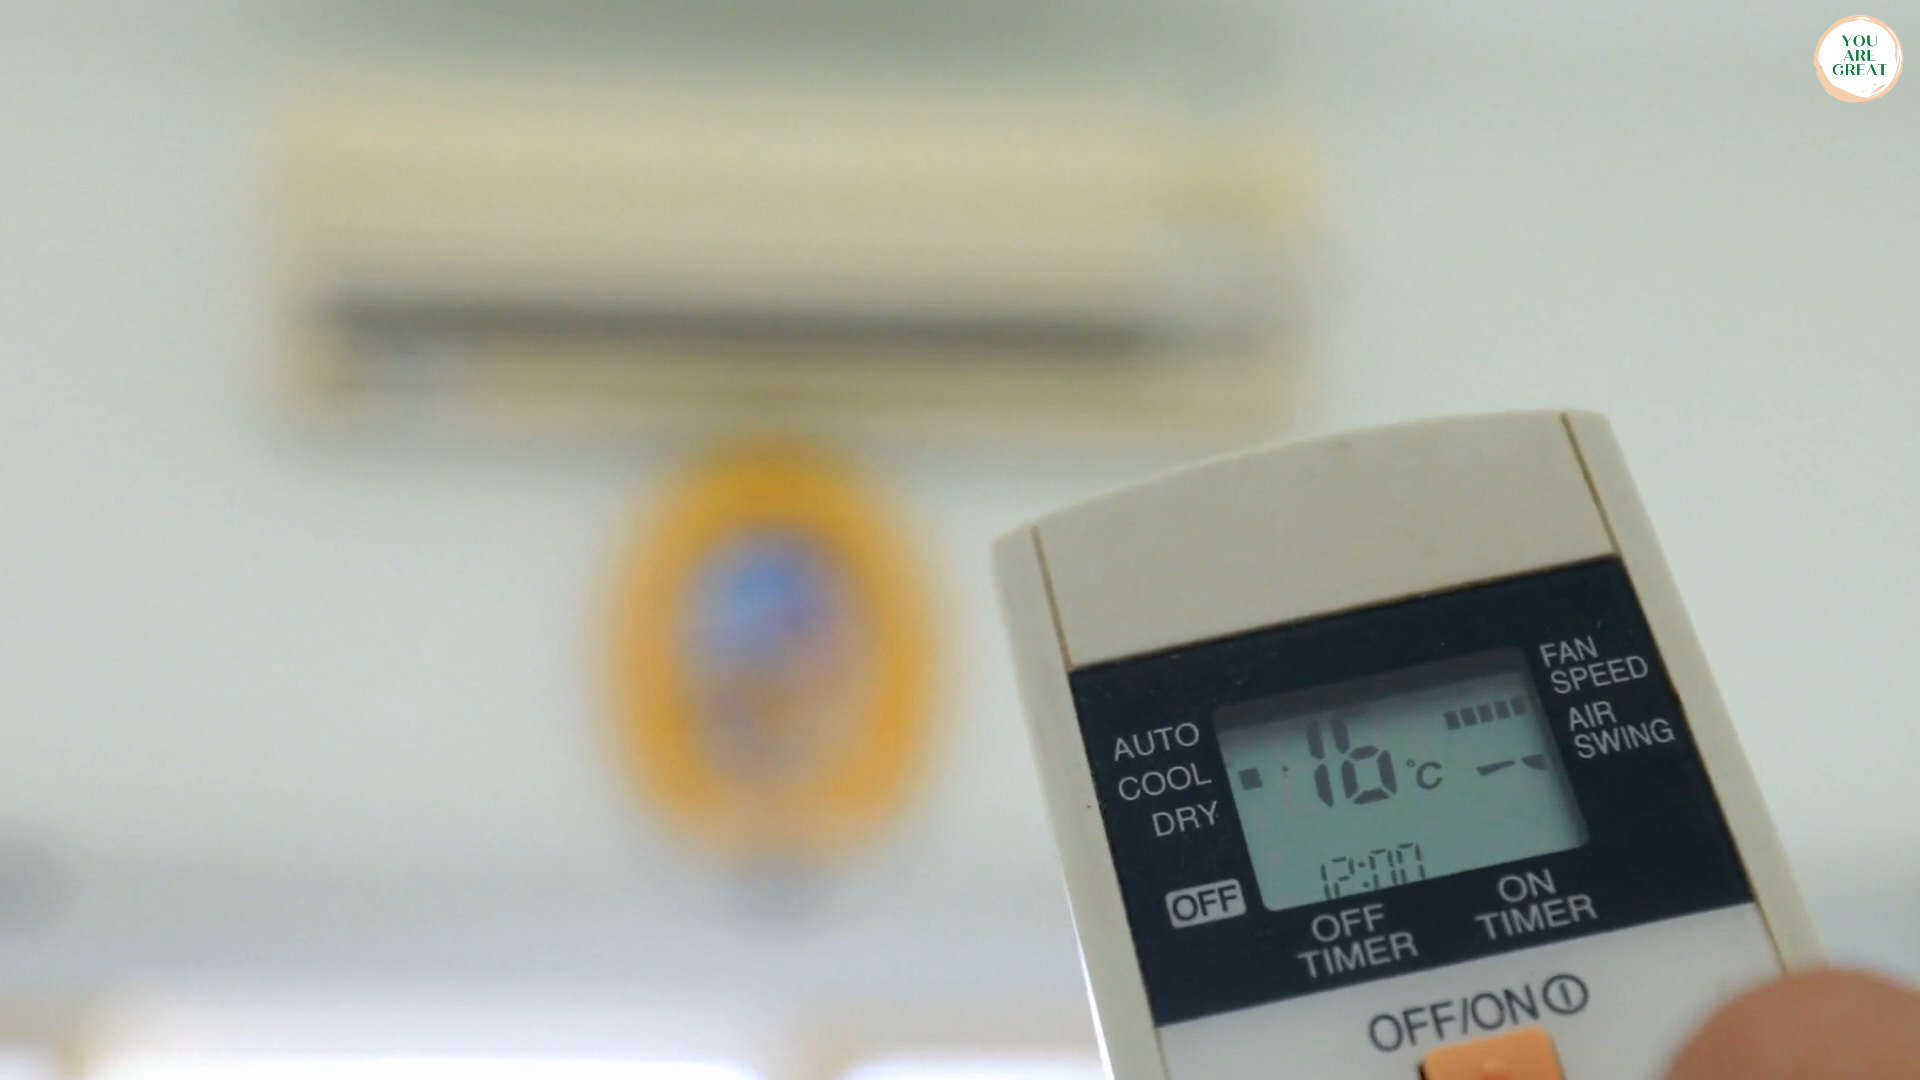 YOU
ARE
GREAT
FAN
SPEED
AIR
SWING
AUTO
COOL
DRY
16°C
12:00
OFF
OFF
TIMER
ON
TIMER
OFF/ON